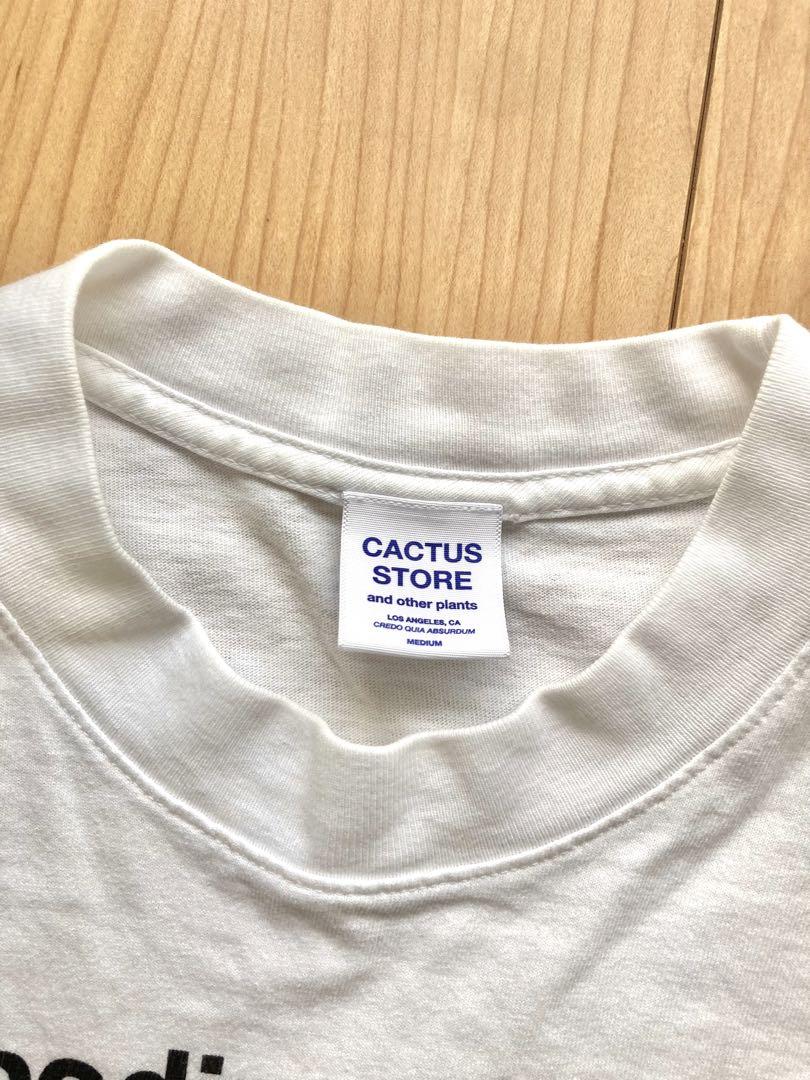 CACTUS
STORE
and other plants
LOS ANGELES, CA
CREDO QUIA ABSURDUM
MEDIUM